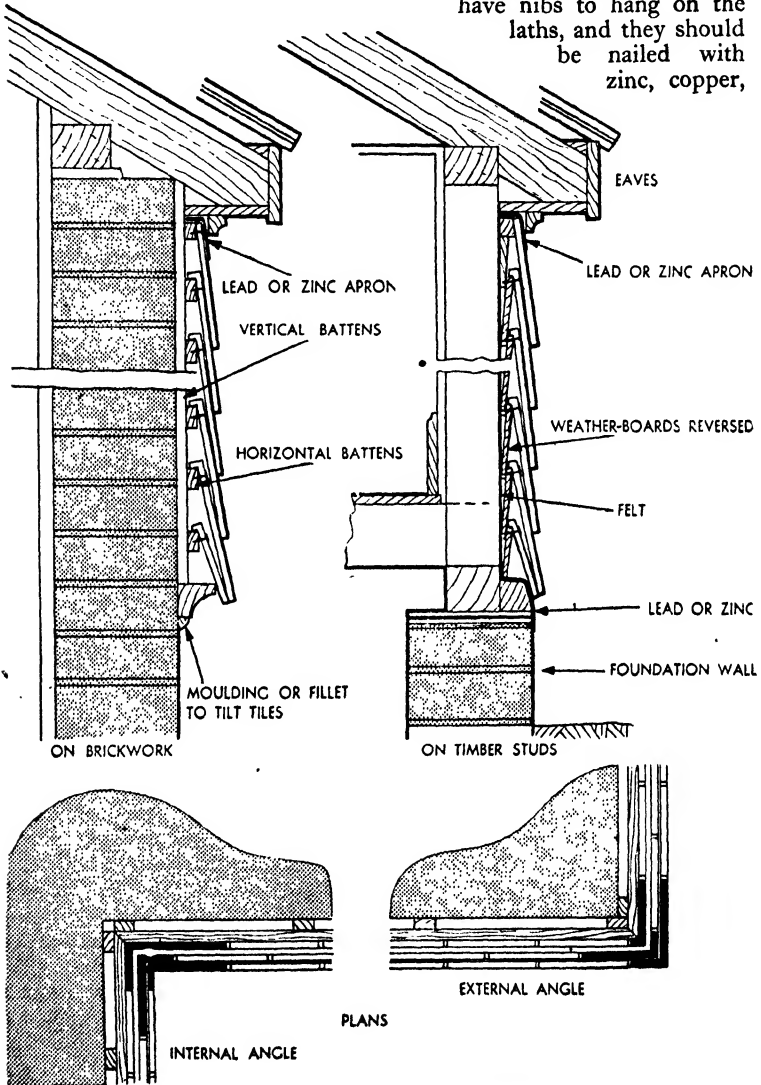 have nibs to hang on the
laths, and they should
be nailed with
zinc, copper,
EAVES
LEAD OR ZINC APRON
LEAD OR ZINC APRON
VERTICAL BATTENS
HORIZONTAL BATTENS
WEATHER-BOARDS REVERSED
FELT
LEAD OR ZINC
FOUNDATION WALL
MOULDING OR FILLET
TO TILT TILES
ON BRICKWORK
ON TIMBER STUDS
EXTERNAL ANGLE
PLANS
INTERNAL ANGLE